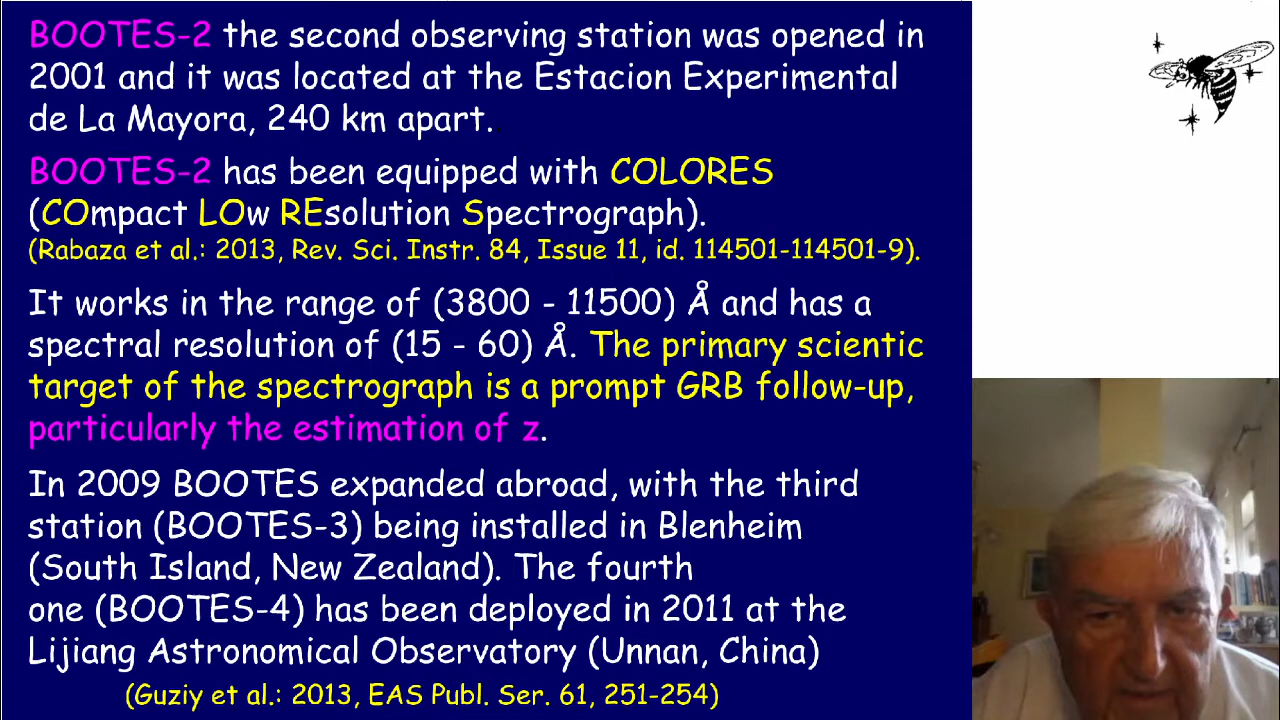 BOOTES-2 the second observing station was opened in
2001 and it was located at the Estacion Experimental
de La Mayora, 240 km apart.
BOOTES-2 has been equipped with COLORES
(COmpact LOw REsolution Spectrograph).
(Rabaza et al.: 2013, Rev. Sci. Instr. 84, Issue 11, id. 114501-114501-9).
It works in the range of (3800 - 11500) Å and has a
spectral resolution of (15 - 60) Å. The primary scientic
target of the spectrograph is a prompt GRB follow-up,
particularly the estimation of z.
In 2009 BOOTES expanded abroad, with the third
station (BOOTES-3) being installed in Blenheim
(South Island, New Zealand). The fourth
one (BOOTES-4) has been deployed in 2011 at the
Lijiang Astronomical Observatory (Unnan, China)
(Guziy et al.: 2013, EAS Publ. Ser. 61, 251-254)